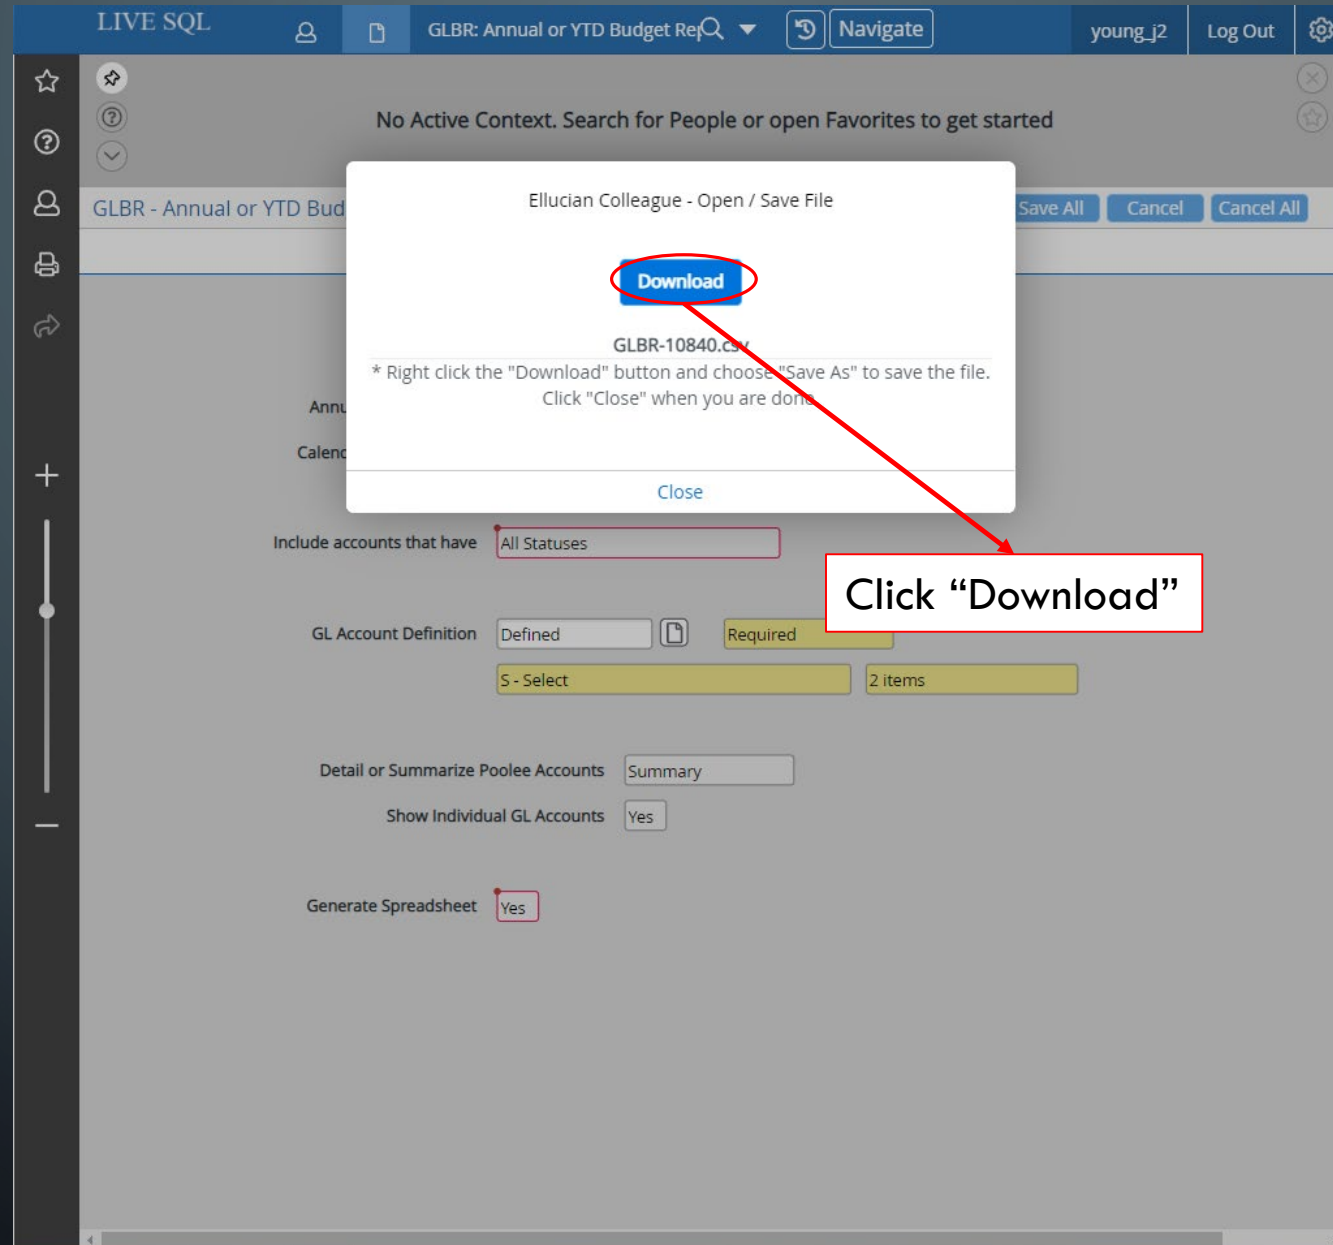 LIVE SQL
GLBR: Annual or YTD Budget Re
Navigate
young_j2
Log Out
No Active Context. Search for People or open Favorites to get started
GLBR - Annual or YTD Bud
Save All
Cancel
Cancel All
Ellucian Colleague - Open / Save File
Download
GLBR-10840.csv
* Right click the "Download" button and choose "Save As" to save the file.
Click "Close" when you are done
Close
Annu
Calend
Include accounts that have
All Statuses
Click “Download”
GL Account Definition
Defined
Required
S - Select
2 items
Detail or Summarize Poolee Accounts
Summary
Show Individual GL Accounts
Yes
Generate Spreadsheet
Yes